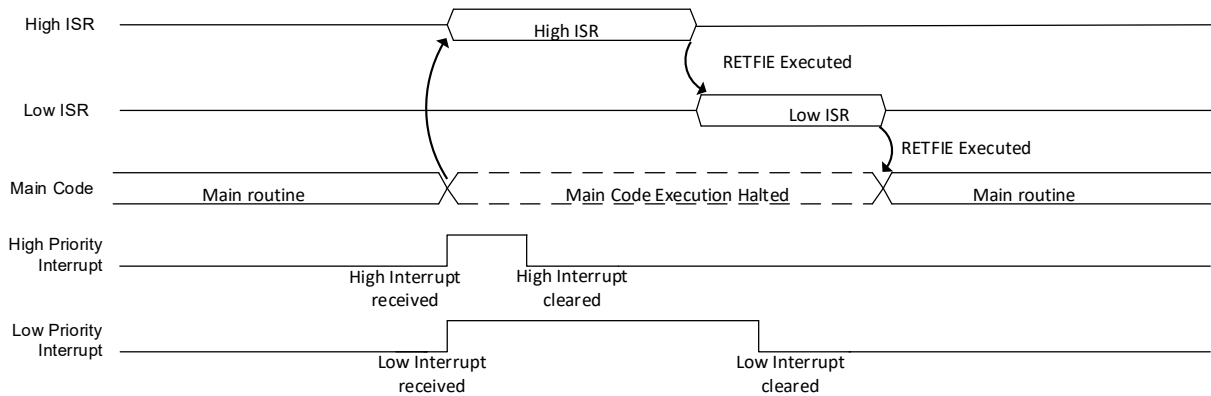 High ISR
High ISR
RETFIE Executed
Low ISR
Low ISR
RETFIE Executed
Main Code
Main routine
Main Code Execution Halted
Main routine
High Priority
Interrupt
High Interrupt
received
High Interrupt
cleared
Low Priority
Interrupt
Low Interrupt
received
Low Interrupt
cleared